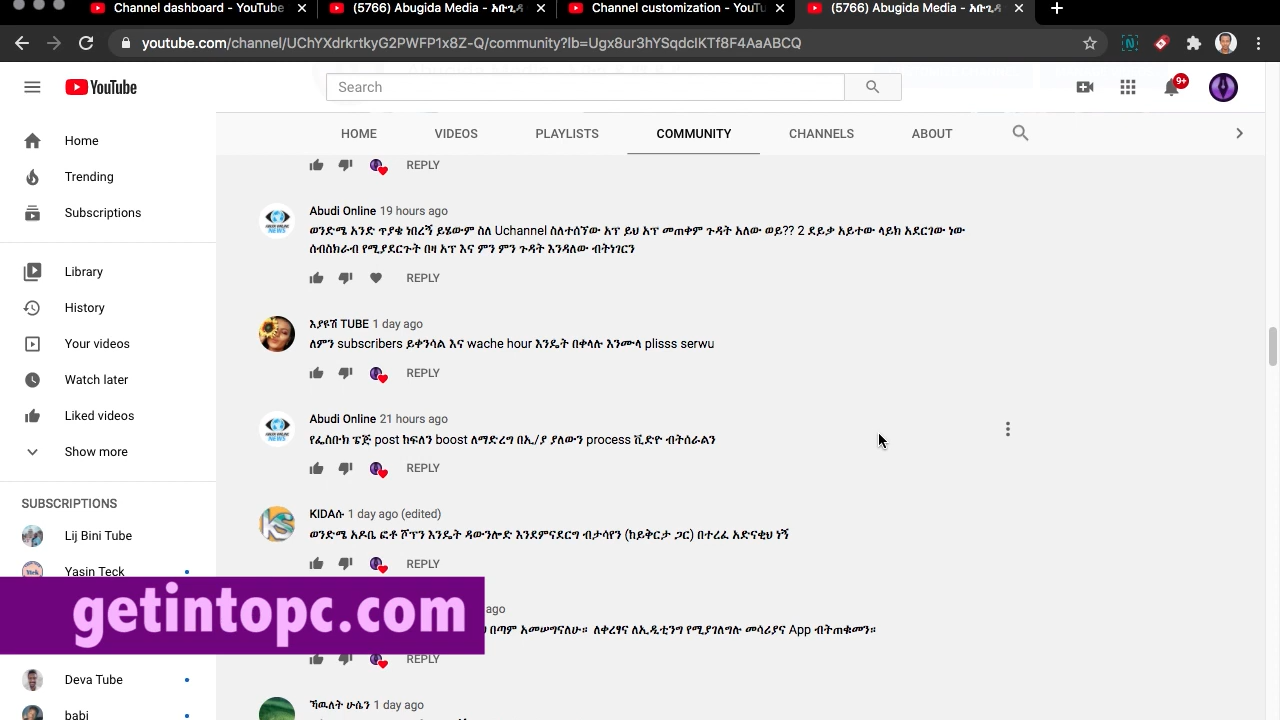 Channel dashboard - YouTube
(5766) Abugida Media - አቡጊዳ
Channel customization - YouTu
(5766) Abugida Media - አቡጊዳ
youtube.com/channel/UChYXdrkrtkyG2PWFP1x8Z-Q/community?lb=Ugx8ur3hYSqdclKTf8F4AaABCQ
YouTube
Search
9+
HOME VIDEOS PLAYLISTS COMMUNITY CHANNELS ABOUT
Home
Trending
Subscriptions
Library
History
Your videos
Watch later
Liked videos
Show more
SUBSCRIPTIONS
Lij Bini Tube
Yasin Teck
Deva Tube
babi
REPLY
Abudi Online 19 hours ago
ወንድሜ አንድ ጥያቄ ነበረኝ ይሄውም ስለ Uchannel ስለተሰኘው አፕ ይህ አፕ መጠቀም ጉዳት አለው ወይ?? 2 ደይቃ አይተው ላይክ አድርገው ነው
ሰብስክራብ የሚያደርጉት በዛ አፕ እና ምን ምን ጉዳት እንዳለው ብትነገርን
REPLY
እያዩሽ TUBE 1 day ago
ለምን subscribers ይቀንሳል እና wache hour እንዴት በቀላሉ እንሙላ plisss serwu
REPLY
Abudi Online 21 hours ago
የፌስቡክ ፔጅ post ከፍለን boost ለማድረግ በኢ/ያ ያለውን process ቪድዮ ብትሰራልን
REPLY
KIDAሱ 1 day ago (edited)
ወንድሜ አዶቤ ፎቶ ሾፕን እንዴት ዳውንሎድ እንደምናደርግ ብታሳየን (ከይቅርታ ጋር) በተረፈ አድናቂህ ነኝ
REPLY
ago
በጣም አመሠግናለሁ። ለቀረፃና ለኢዲቲንግ የሚያገለግሉ መሳሪያና App ብትጠቁመን።
REPLY
ሁሴን 1 day ago
getintopc.com